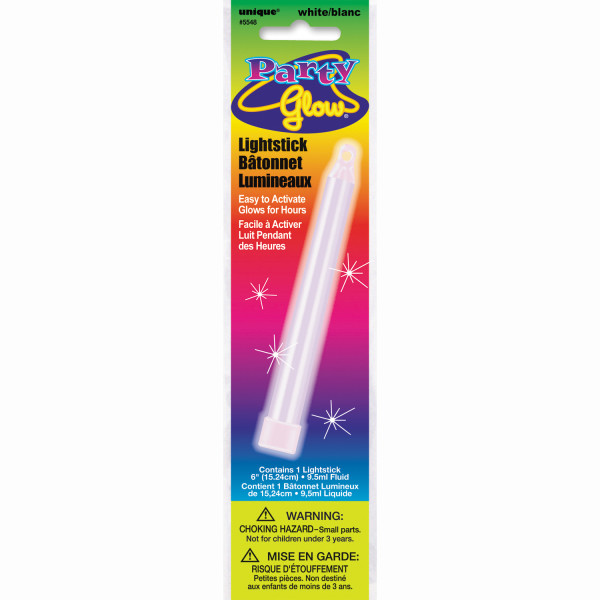 unique® white/blanc
#5548
Party
Glow®
Lightstick
Bâtonnet
Lumineaux
Easy to Activate
Glows for Hours
Facile à Activer
Luit Pendant
des Heures
Contains 1 Lightstick
6" (15.24cm) • 9.5ml Fluid
Contient 1 Bâtonnet Lumineux
de 15,24cm • 9,5ml Liquide
WARNING:
CHOKING HAZARD–Small parts.
Not for children under 3 years.
MISE EN GARDE:
RISQUE D'ÉTOUFFEMENT
Petites pièces. Non destiné
aux enfants de moins de 3 ans.